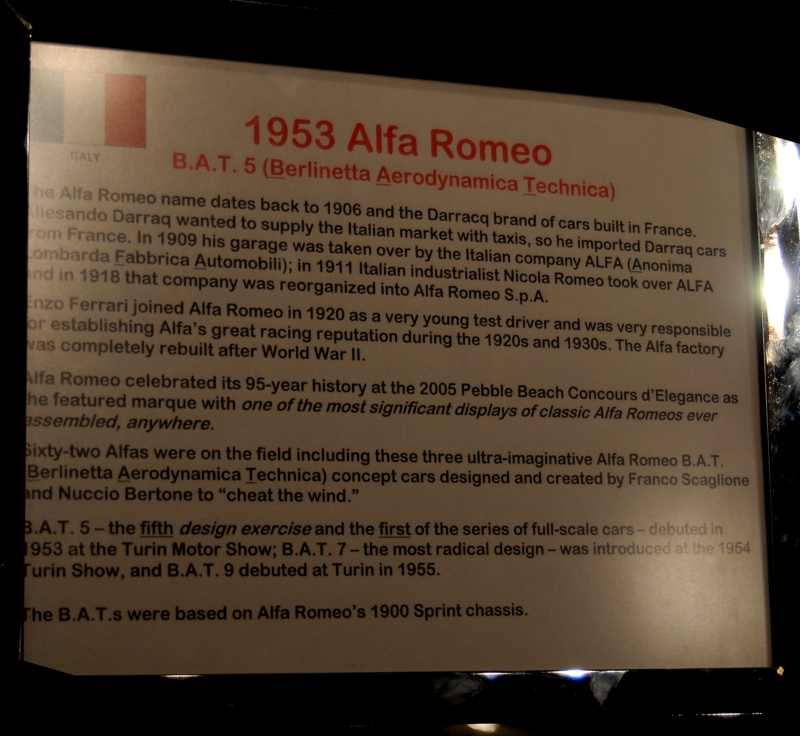 ITALY
1953 Alfa Romeo
B.A.T. 5 (Berlinetta Aerodynamica Technica)
he Alfa Romeo name dates back to 1906 and the Darracq brand of cars built in France.
llesando Darraq wanted to supply the Italian market with taxis, so he imported Darraq cars
rom France. In 1909 his garage was taken over by the Italian company ALFA (Anonima
Lombarda Fabbrica Automobili); in 1911 Italian industrialist Nicola Romeo took over ALFA
and in 1918 that company was reorganized into Alfa Romeo S.p.A.
Enzo Ferrari joined Alfa Romeo in 1920 as a very young test driver and was very responsible
for establishing Alfa's great racing reputation during the 1920s and 1930s. The Alfa factory
was completely rebuilt after World War II.
Alfa Romeo celebrated its 95-year history at the 2005 Pebble Beach Concours d'Elegance as
the featured marque with one of the most significant displays of classic Alfa Romeos ever
assembled, anywhere.
Sixty-two Alfas were on the field including these three ultra-imaginative Alfa Romeo B.A.T.
(Berlinetta Aerodynamica Technica) concept cars designed and created by Franco Scaglione
and Nuccio Bertone to "cheat the wind."
B.A.T. 5 – the fifth design exercise and the first of the series of full-scale cars – debuted in
1953 at the Turin Motor Show; B.A.T. 7 – the most radical design – was introduced at the 1954
Turin Show, and B.A.T. 9 debuted at Turin in 1955.
The B.A.T.s were based on Alfa Romeo's 1900 Sprint chassis.